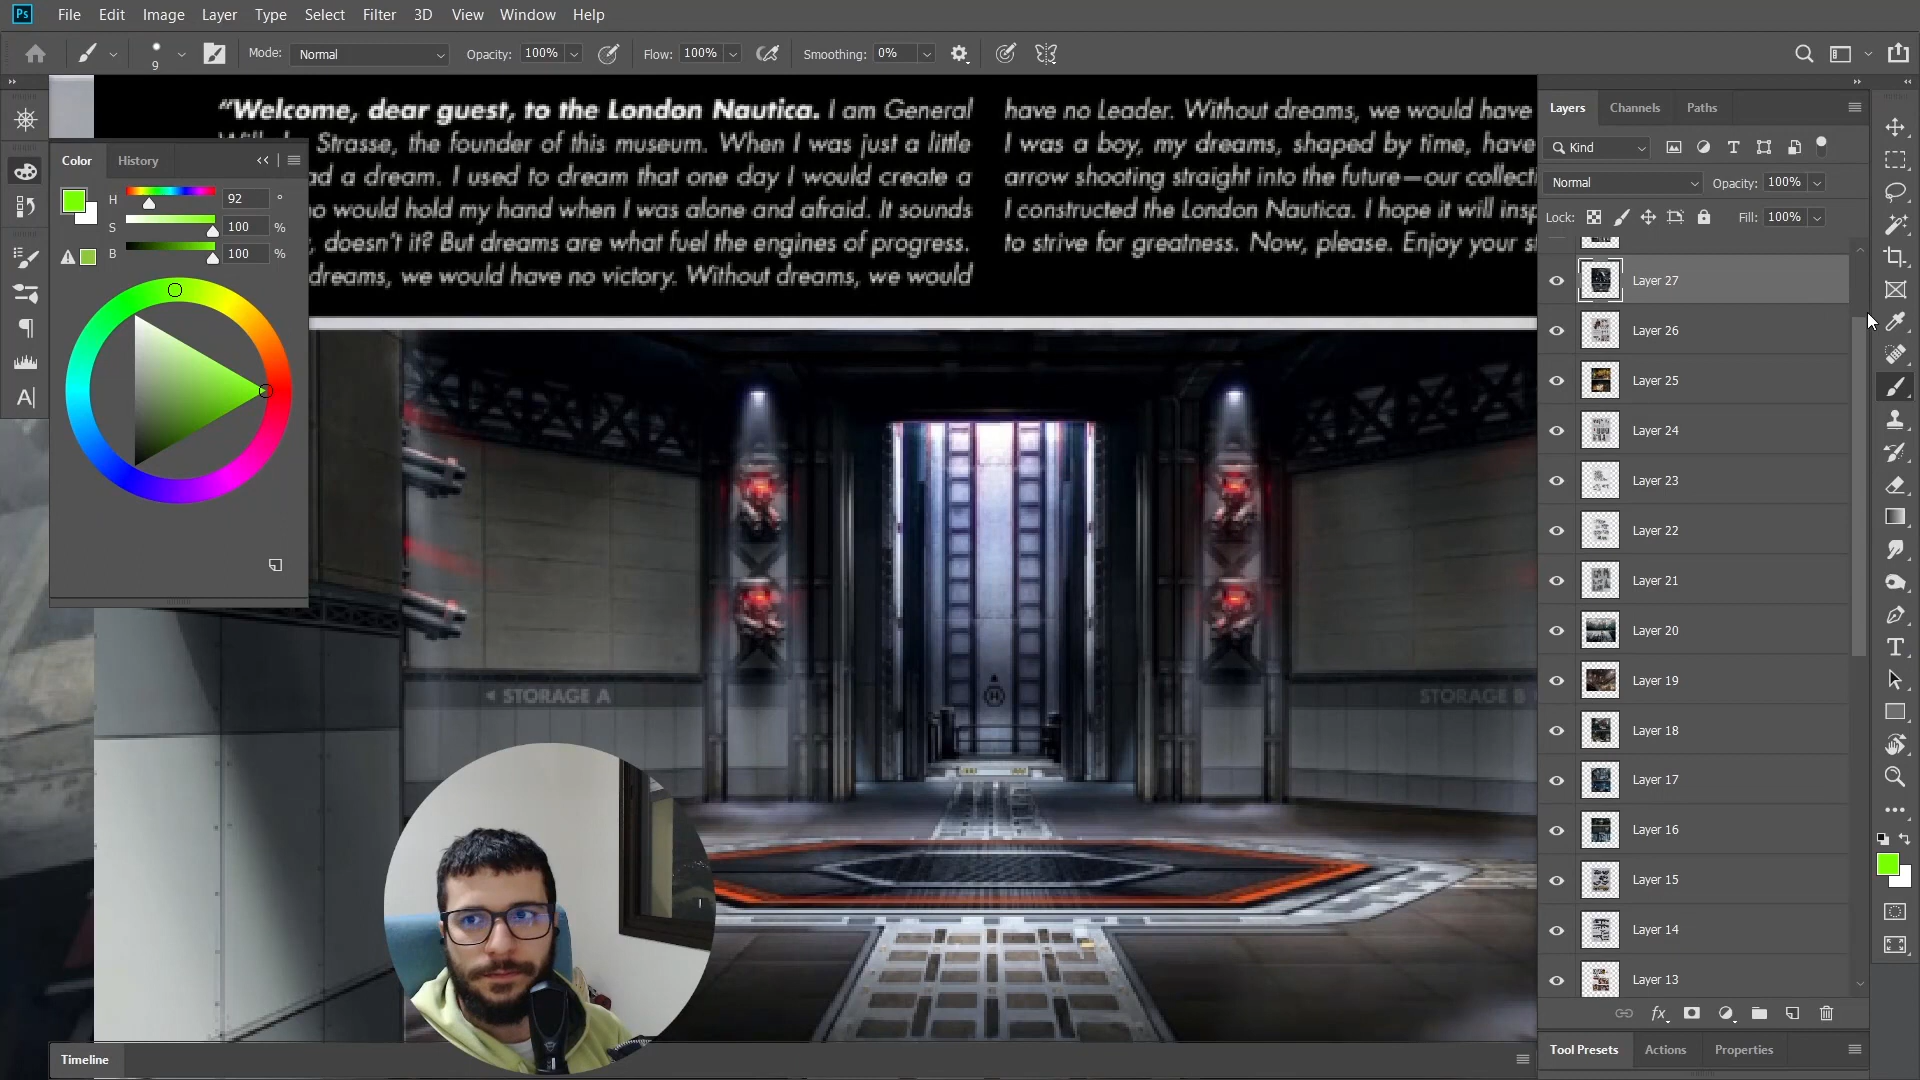 Ps File Edit Image Layer Type Select Filter 3D View Window Help
9 Mode: Normal Opacity: 100% Flow: 100% Smoothing: 0%
“Welcome, dear guest, to the London Nautica. I am General
Strasse, the founder of this museum. When I was just a little
ad a dream. I used to dream that one day I would create a
o would hold my hand when I was alone and afraid. It sounds
, doesn’t it? But dreams are what fuel the engines of progress.
dreams, we would have no victory. Without dreams, we would
have no Leader. Without dreams, we would have
I was a boy, my dreams, shaped by time, have
arrow shooting straight into the future—our collecti
I constructed the London Nautica. I hope it will insp
to strive for greatness. Now, please. Enjoy your s
Color History
H 92 °
S 100 %
B 100 %
STORAGE A
STORAGE B
H
Timeline
Layers Channels Paths
Kind
Normal Opacity: 100%
Lock: Fill: 100%
Layer 27
Layer 26
Layer 25
Layer 24
Layer 23
Layer 22
Layer 21
Layer 20
Layer 19
Layer 18
Layer 17
Layer 16
Layer 15
Layer 14
Layer 13
fx
Tool Presets Actions Properties